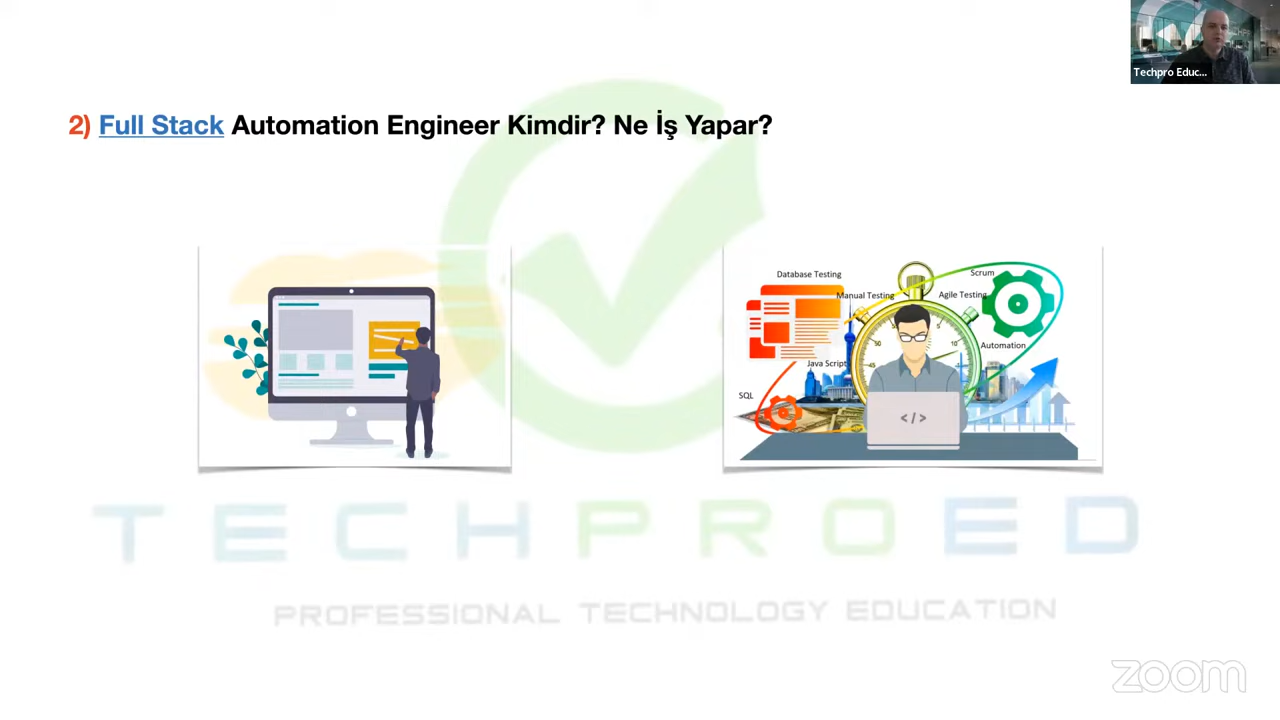 Techpro Educ...
2) Full Stack Automation Engineer Kimdir? Ne İş Yapar?
Database Testing
Scrum
Manual Testing
Agile Testing
Automation
Java Script
SQL
</>
TECHPROED
PROFESSIONAL TECHNOLOGY EDUCATION
zoom